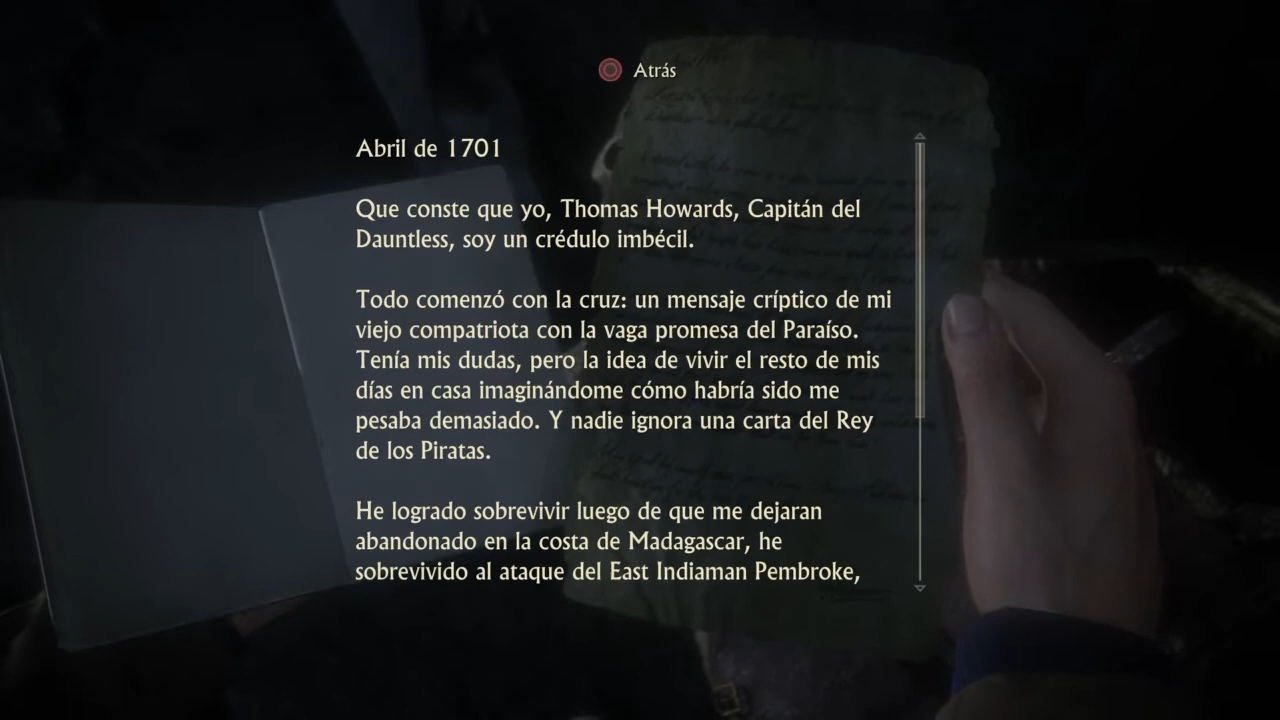 Atrás
Abril de 1701
Que conste que yo, Thomas Howards, Capitán del
Dauntless, soy un crédulo imbécil.
Todo comenzó con la cruz: un mensaje críptico de mi
viejo compatriota con la vaga promesa del Paraíso.
Tenía mis dudas, pero la idea de vivir el resto de mis
días en casa imaginándome cómo habría sido me
pesaba demasiado. Y nadie ignora una carta del Rey
de los Piratas.
He logrado sobrevivir luego de que me dejaran
abandonado en la costa de Madagascar, he
sobrevivido al ataque del East Indiaman Pembroke,